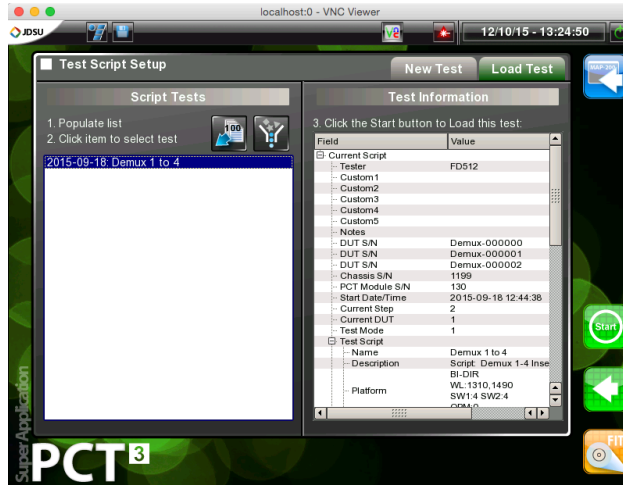 localhost:0 - VNC Viewer
JDSU
12/10/15 - 13:24:50
Test Script Setup
New Test
Load Test
MAP-200
Script Tests
Test Information
1. Populate list
2. Click item to select test
100
3. Click the Start button to Load this test:
Field Value
2015-09-18: Demux 1 to 4
Current Script
Tester FD512
Custom1
Custom2
Custom3
Custom4
Custom5
Notes
DUT S/N Demux-000000
DUT S/N Demux-000001
DUT S/N Demux-000002
Chassis S/N 1199
PCT Module S/N 130
Start Date/Time 2015-09-18 12:44:38
Current Step 2
Current DUT 1
Test Mode 1
Test Script
Name Demux 1 to 4
Description Script: Demux 1-4 Inse
Platform BI-DIR
WL:1310,1490
SW1:4 SW2:4
OPM:0
Start
FIT
Super Application
PCT3